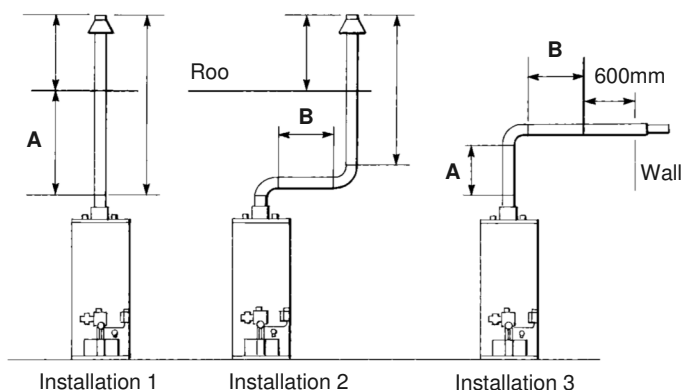 B
600mm
Roo
B
A
A
Wall
Installation 1
Installation 2
Installation 3